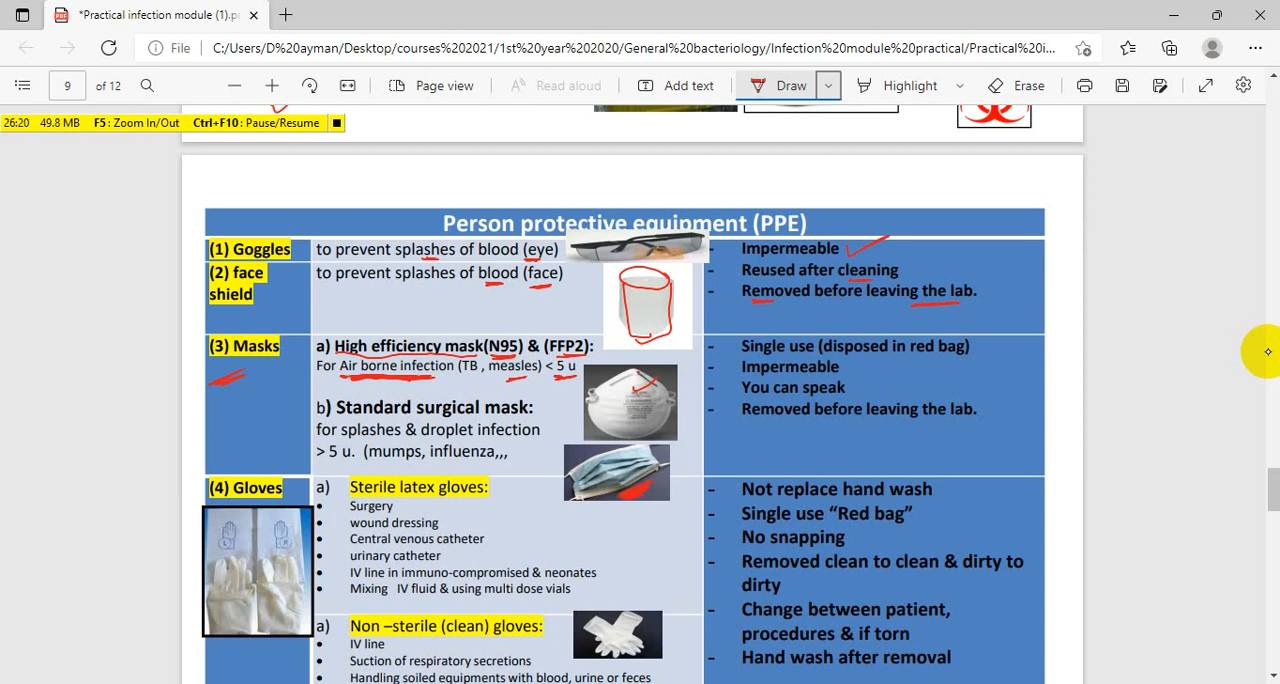 *Practical infection module (1).p
File
C:/Users/D%20ayman/Desktop/courses%202021/1st%20year%202020/General%20bacteriology/Infection%20module%20practical/Practical%20i...
9 of 12
Page view
Read aloud
Add text
Draw
Highlight
Erase
26:20 49.8 MB F5: Zoom In/Out Ctrl+F10: Pause/Resume
Person protective equipment (PPE)
(1) Goggles
to prevent splashes of blood (eye)
- Impermeable
(2) face
shield
to prevent splashes of blood (face)
- Reused after cleaning
- Removed before leaving the lab.
(3) Masks
a) High efficiency mask(N95) & (FFP2):
For Air borne infection (TB , measles) < 5 u
b) Standard surgical mask:
for splashes & droplet infection
> 5 u. (mumps, influenza,,,
- Single use (disposed in red bag)
- Impermeable
- You can speak
- Removed before leaving the lab.
(4) Gloves
L
a) Sterile latex gloves:
• Surgery
• wound dressing
• Central venous catheter
• urinary catheter
• IV line in immuno-compromised & neonates
• Mixing IV fluid & using multi dose vials
a) Non –sterile (clean) gloves:
• IV line
• Suction of respiratory secretions
• Handling soiled equipments with blood, urine or feces
- Not replace hand wash
- Single use “Red bag”
- No snapping
- Removed clean to clean & dirty to
dirty
- Change between patient,
procedures & if torn
- Hand wash after removal